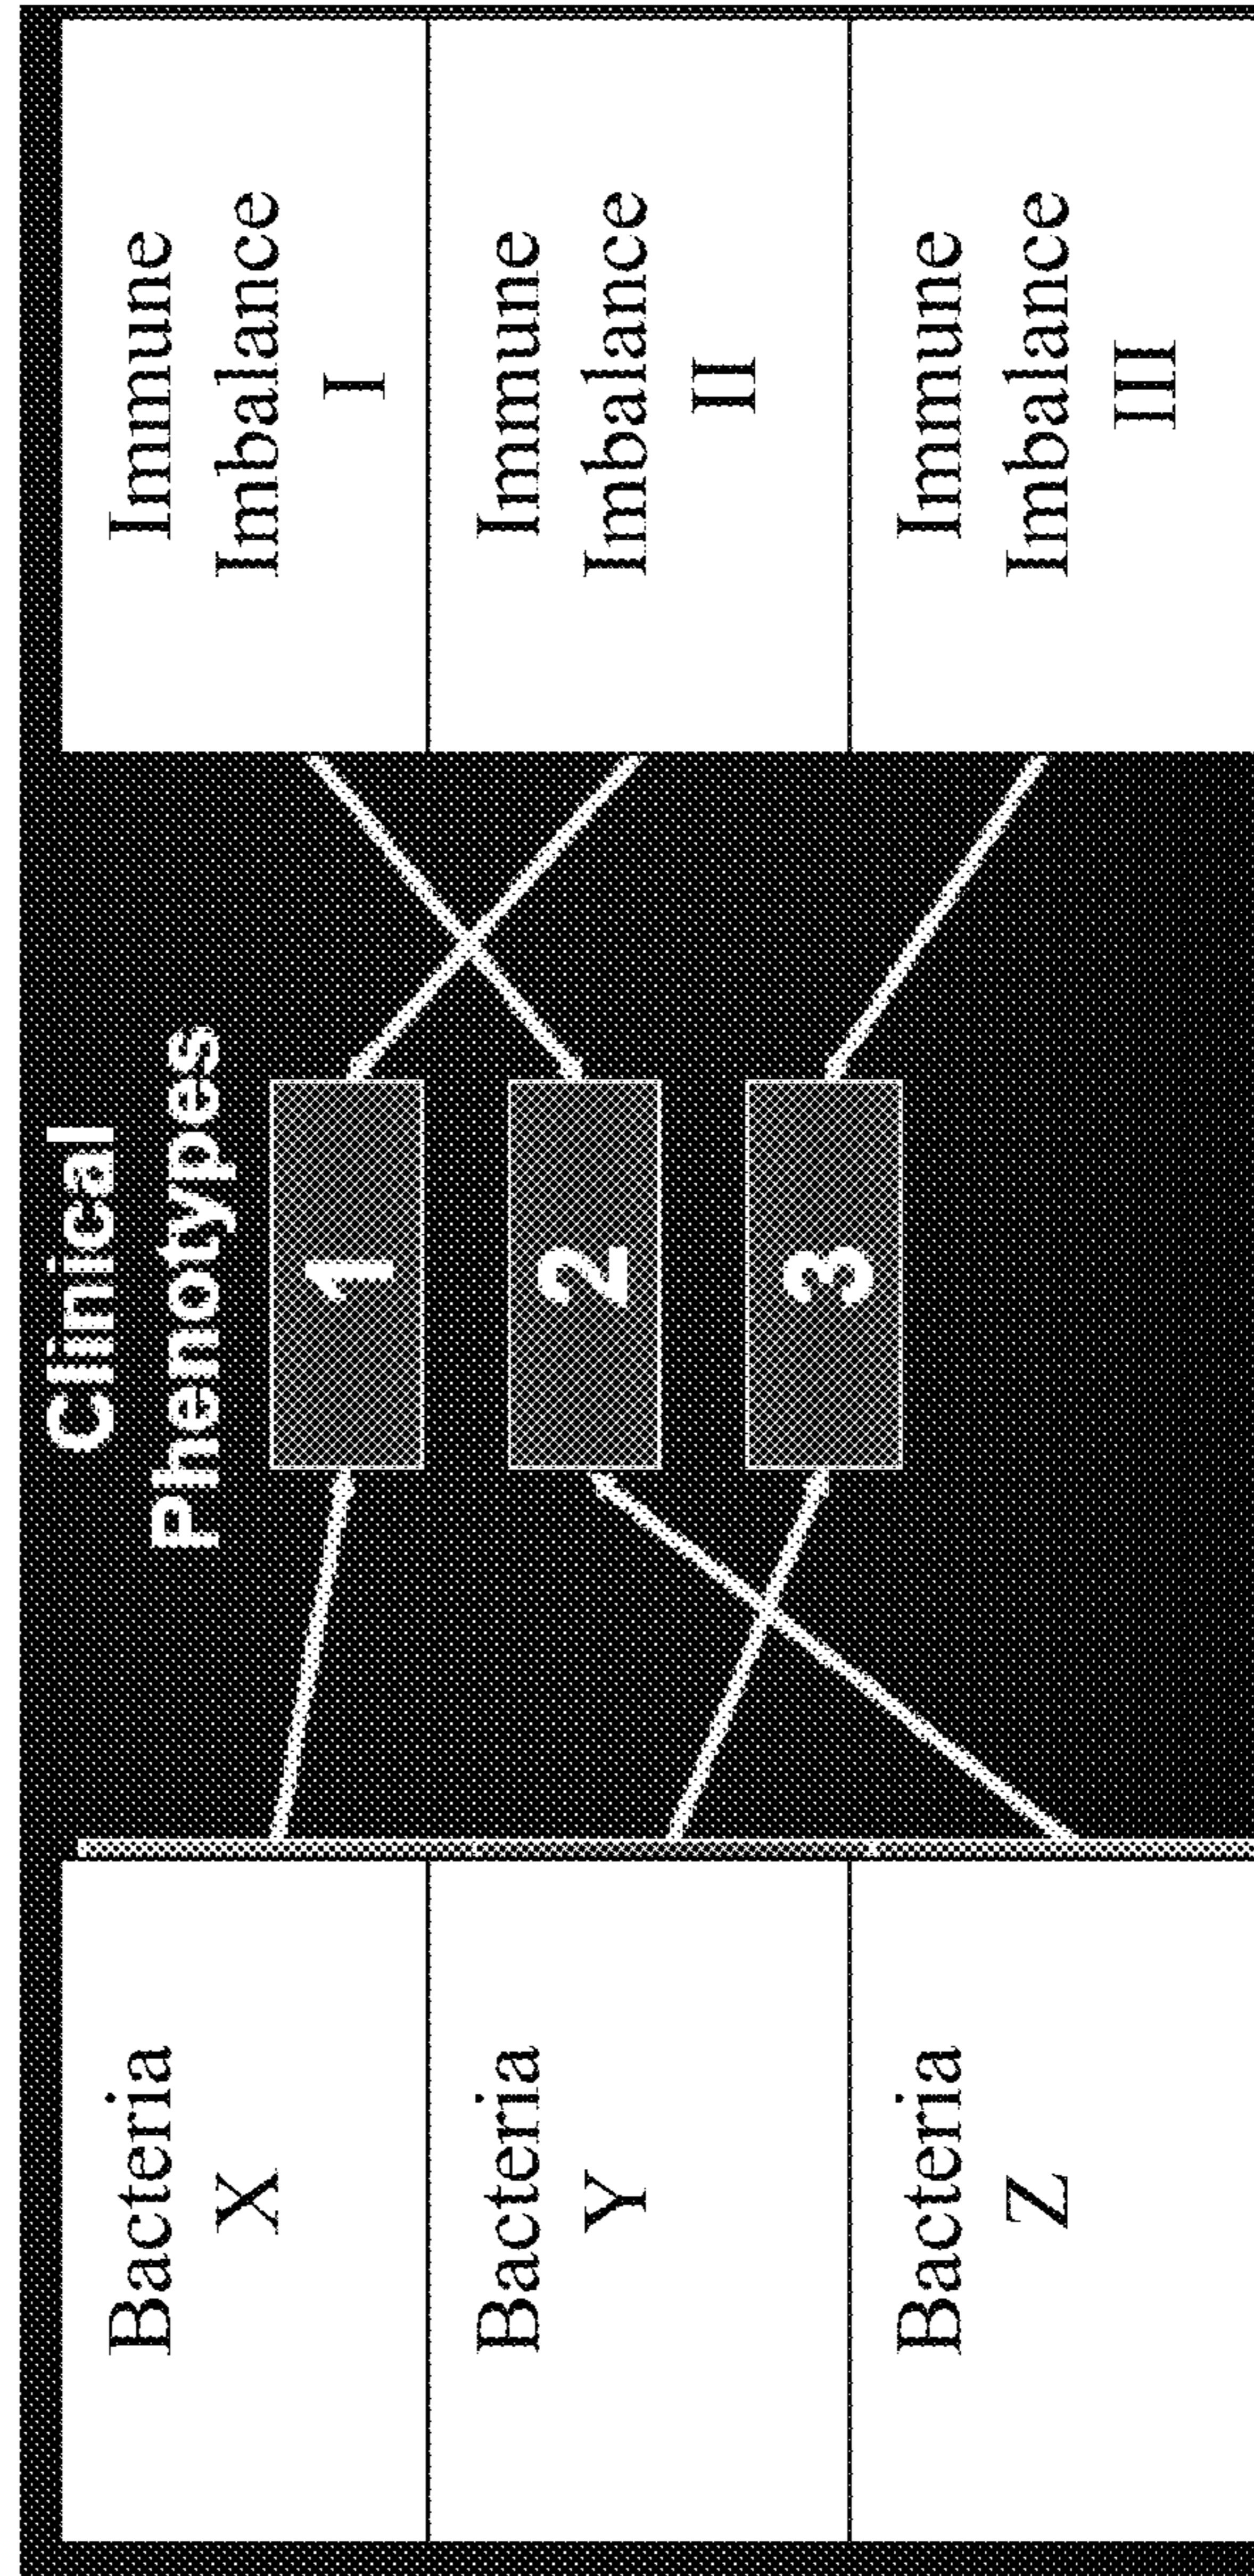 Clinical
Phenotypes
Bacteria
X
1
Immune
Imbalance
I
Bacteria
Y
2
Immune
Imbalance
II
Bacteria
Z
3
Immune
Imbalance
III